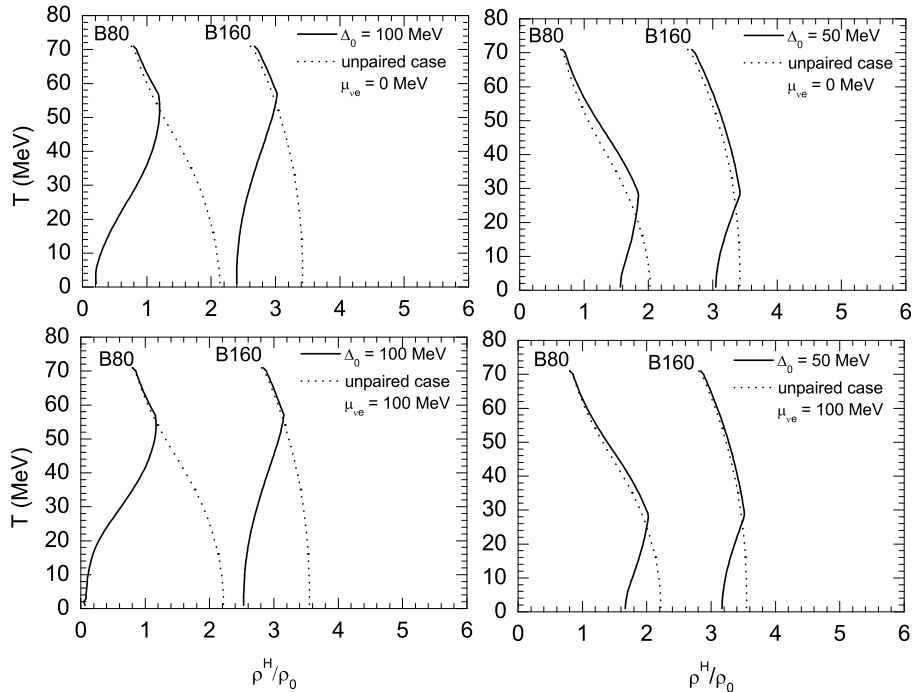 B80
B160
Δ₀ = 100 MeV
unpaired case
μνe = 0 MeV
T (MeV)
80
70
60
50
40
30
20
10
0
0 1 2 3 4 5 6
B80
B160
Δ₀ = 50 MeV
unpaired case
μνe = 0 MeV
80
70
60
50
40
30
20
10
0
0 1 2 3 4 5 6
B80
B160
Δ₀ = 100 MeV
unpaired case
μνe = 100 MeV
T (MeV)
80
70
60
50
40
30
20
10
0
0 1 2 3 4 5 6
ρᴴ/ρ₀
B80
B160
Δ₀ = 50 MeV
unpaired case
μνe = 100 MeV
80
70
60
50
40
30
20
10
0
0 1 2 3 4 5 6
ρᴴ/ρ₀